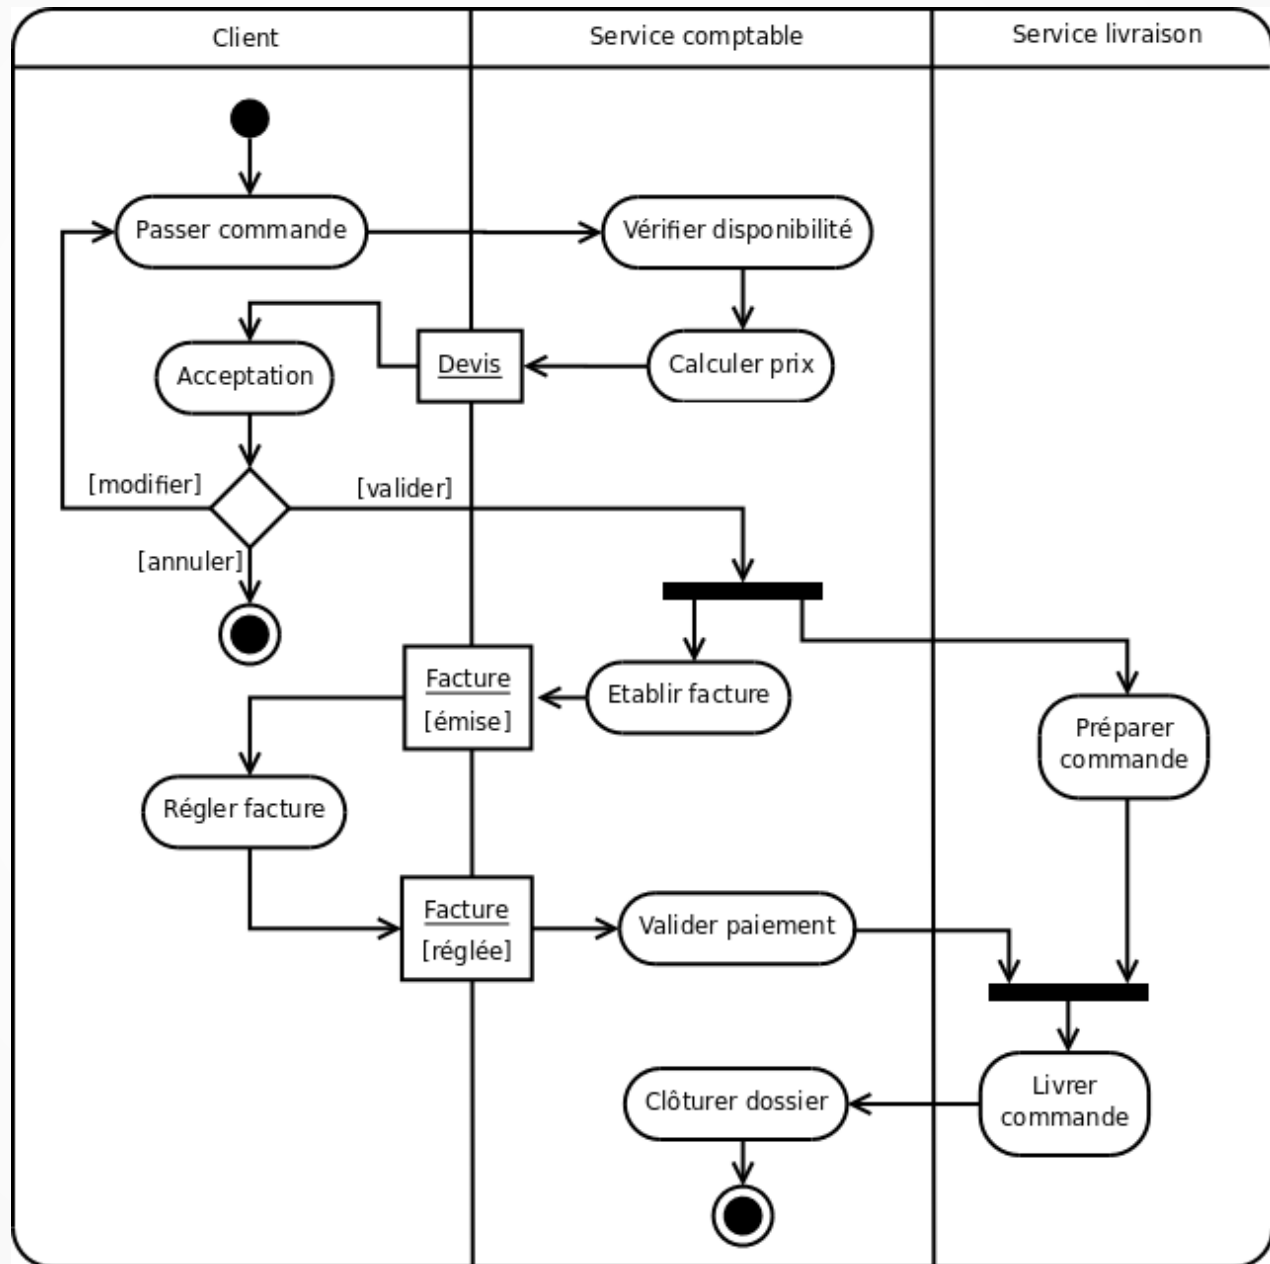 Client
Service comptable
Service livraison
Passer commande
Vérifier disponibilité
Calculer prix
Devis
Acceptation
[modifier]
[valider]
[annuler]
Etablir facture
Facture
[émise]
Préparer
commande
Régler facture
Facture
[réglée]
Valider paiement
Livrer
commande
Clôturer dossier